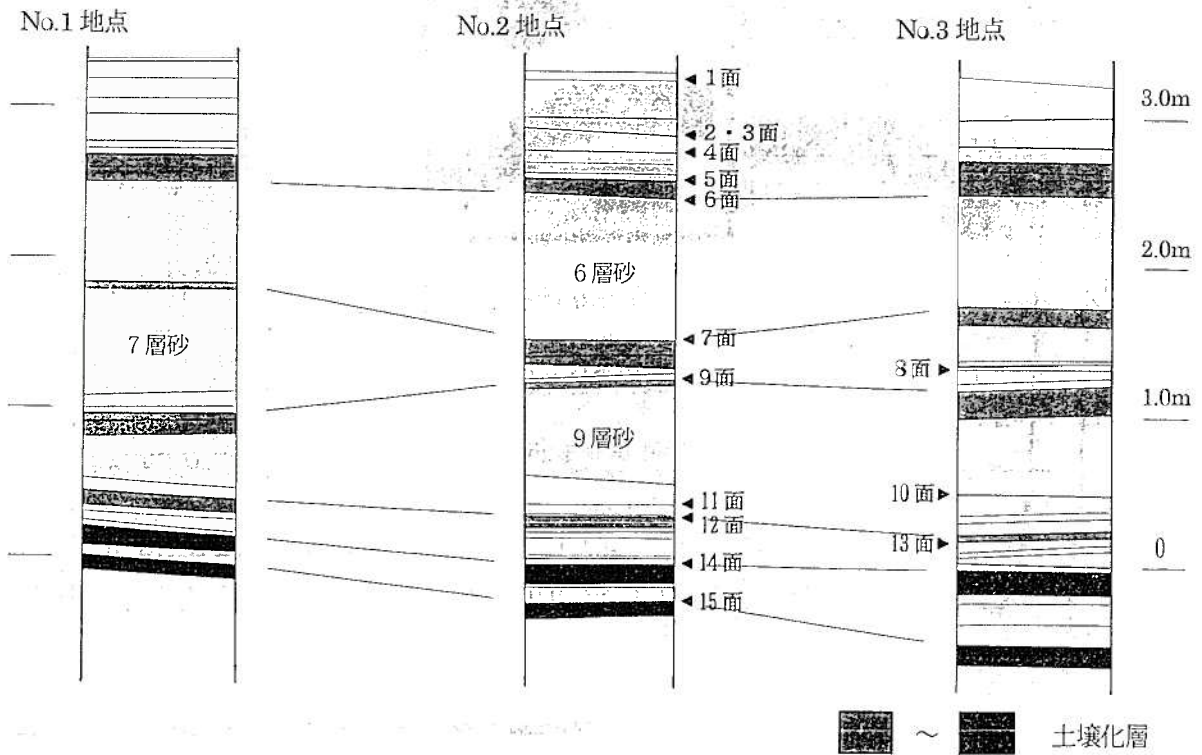 No.1 地点
No.2 地点
No.3 地点
7層砂
1面
2・3面
4面
5面
6面
6層砂
7面
9面
9層砂
11面
12面
14面
15面
8面
10面
13面
3.0m
2.0m
1.0m
0
～ 土壌化層